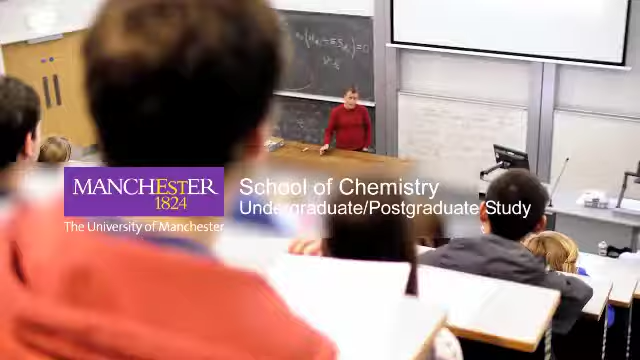 MANCHEstER
1824
The University of Manchester
School of Chemistry
Undergraduate/Postgraduate Study